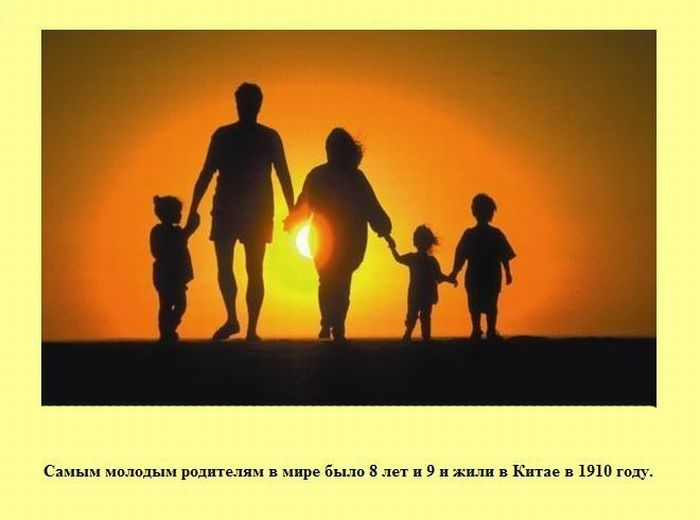 Самым молодым родителям в мире было 8 лет и 9 и жили в Китае в 1910 году.